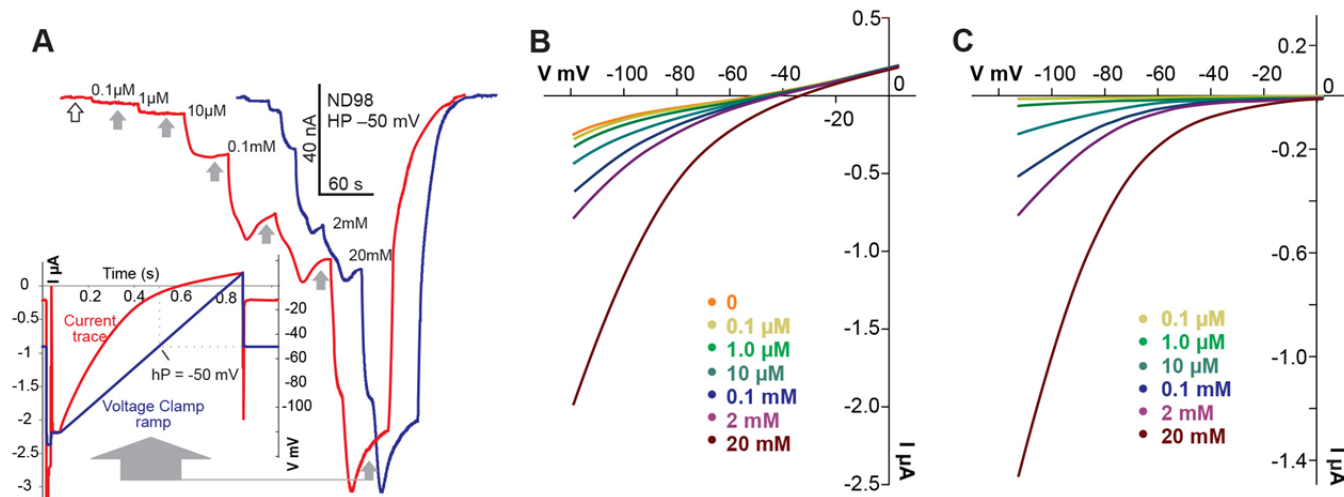 A
0.1µM
1µM
10µM
0.1mM
2mM
20mM
ND98
HP –50 mV
40 nA
60 s
I µA
Time (s)
0
0.2
0.4
0.6
0.8
-0.5
-1
-1.5
-2
-2.5
-3
Current
trace
hP = -50 mV
Voltage Clamp
ramp
-20
-40
-60
-80
-100
V mV
B
0.5
V mV
-100
-80
-60
-40
0
-20
-0.5
-1.0
-1.5
-2.0
-2.5
I µA
0
0.1 µM
1.0 µM
10 µM
0.1 mM
2 mM
20 mM
C
0.2
V mV
-100
-80
-60
-40
-20
0
-0.2
-0.6
-1.0
-1.4
I µA
0.1 µM
1.0 µM
10 µM
0.1 mM
2 mM
20 mM